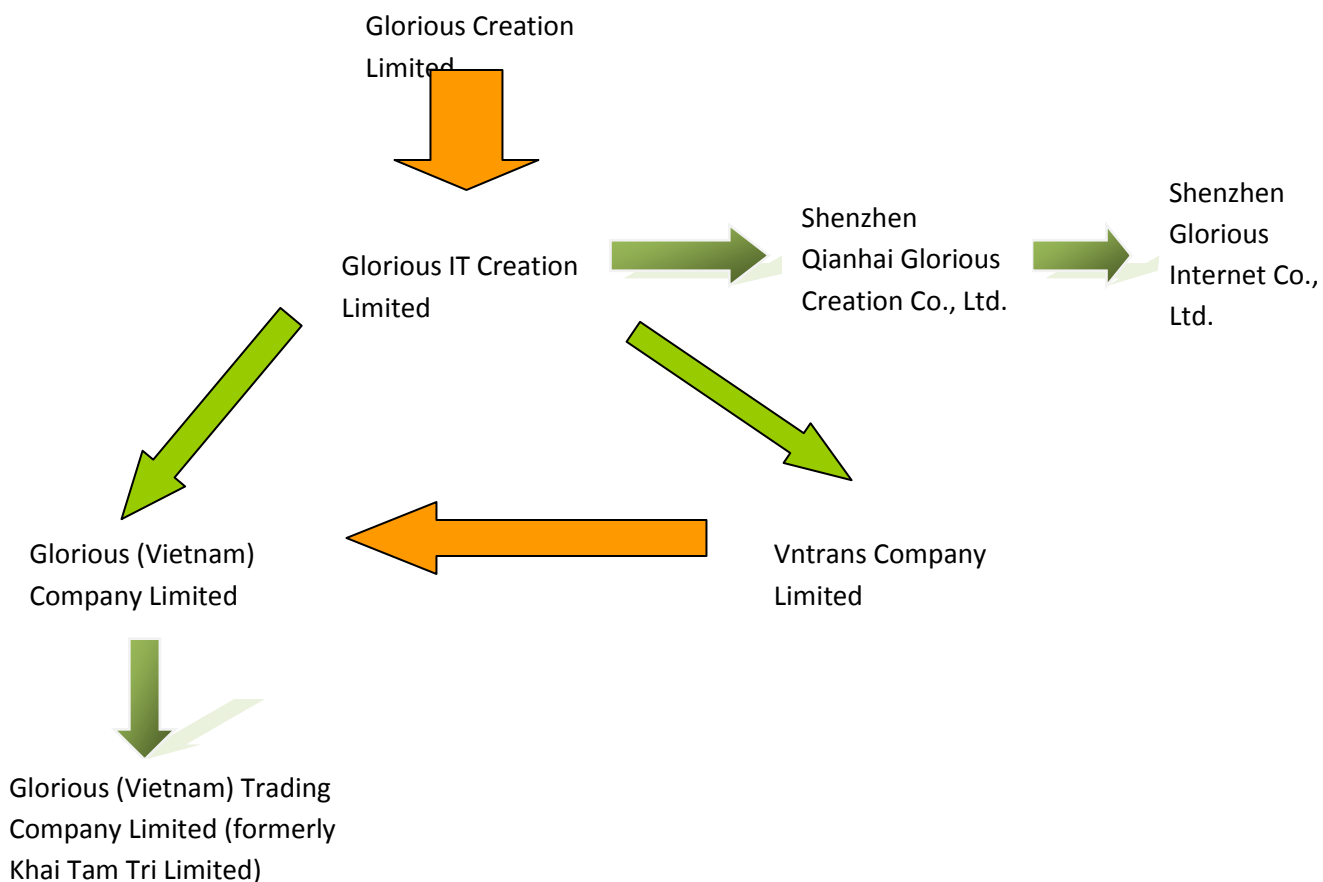 Glorious Creation
Limited
Glorious IT Creation
Limited
Shenzhen
Qianhai Glorious
Creation Co., Ltd.
Shenzhen
Glorious
Internet Co.,
Ltd.
Glorious (Vietnam)
Company Limited
Vntrans Company
Limited
Glorious (Vietnam) Trading
Company Limited (formerly
Khai Tam Tri Limited)